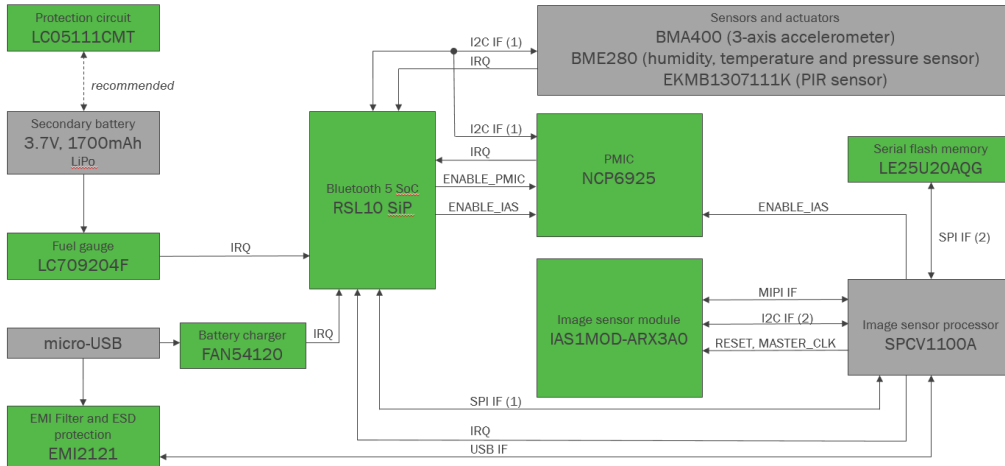 Protection circuit
LC05111CMT
recommended
Secondary battery
3.7V, 1700mAh
LiPo
Fuel gauge
LC709204F
IRQ
micro-USB
Battery charger
FAN54120
IRQ
EMI Filter and ESD
protection
EMI2121
Bluetooth 5 SoC
RSL10 SiP
I2C IF (1)
IRQ
Sensors and actuators
BMA400 (3-axis accelerometer)
BME280 (humidity, temperature and pressure sensor)
EKMB1307111K (PIR sensor)
I2C IF (1)
IRQ
ENABLE_PMIC
ENABLE_IAS
PMIC
NCP6925
Serial flash memory
LE25U20AQG
ENABLE_IAS
SPI IF (2)
Image sensor module
IAS1MOD-ARX3A0
MIPI IF
I2C IF (2)
RESET, MASTER_CLK
Image sensor processor
SPCV1100A
SPI IF (1)
IRQ
USB IF